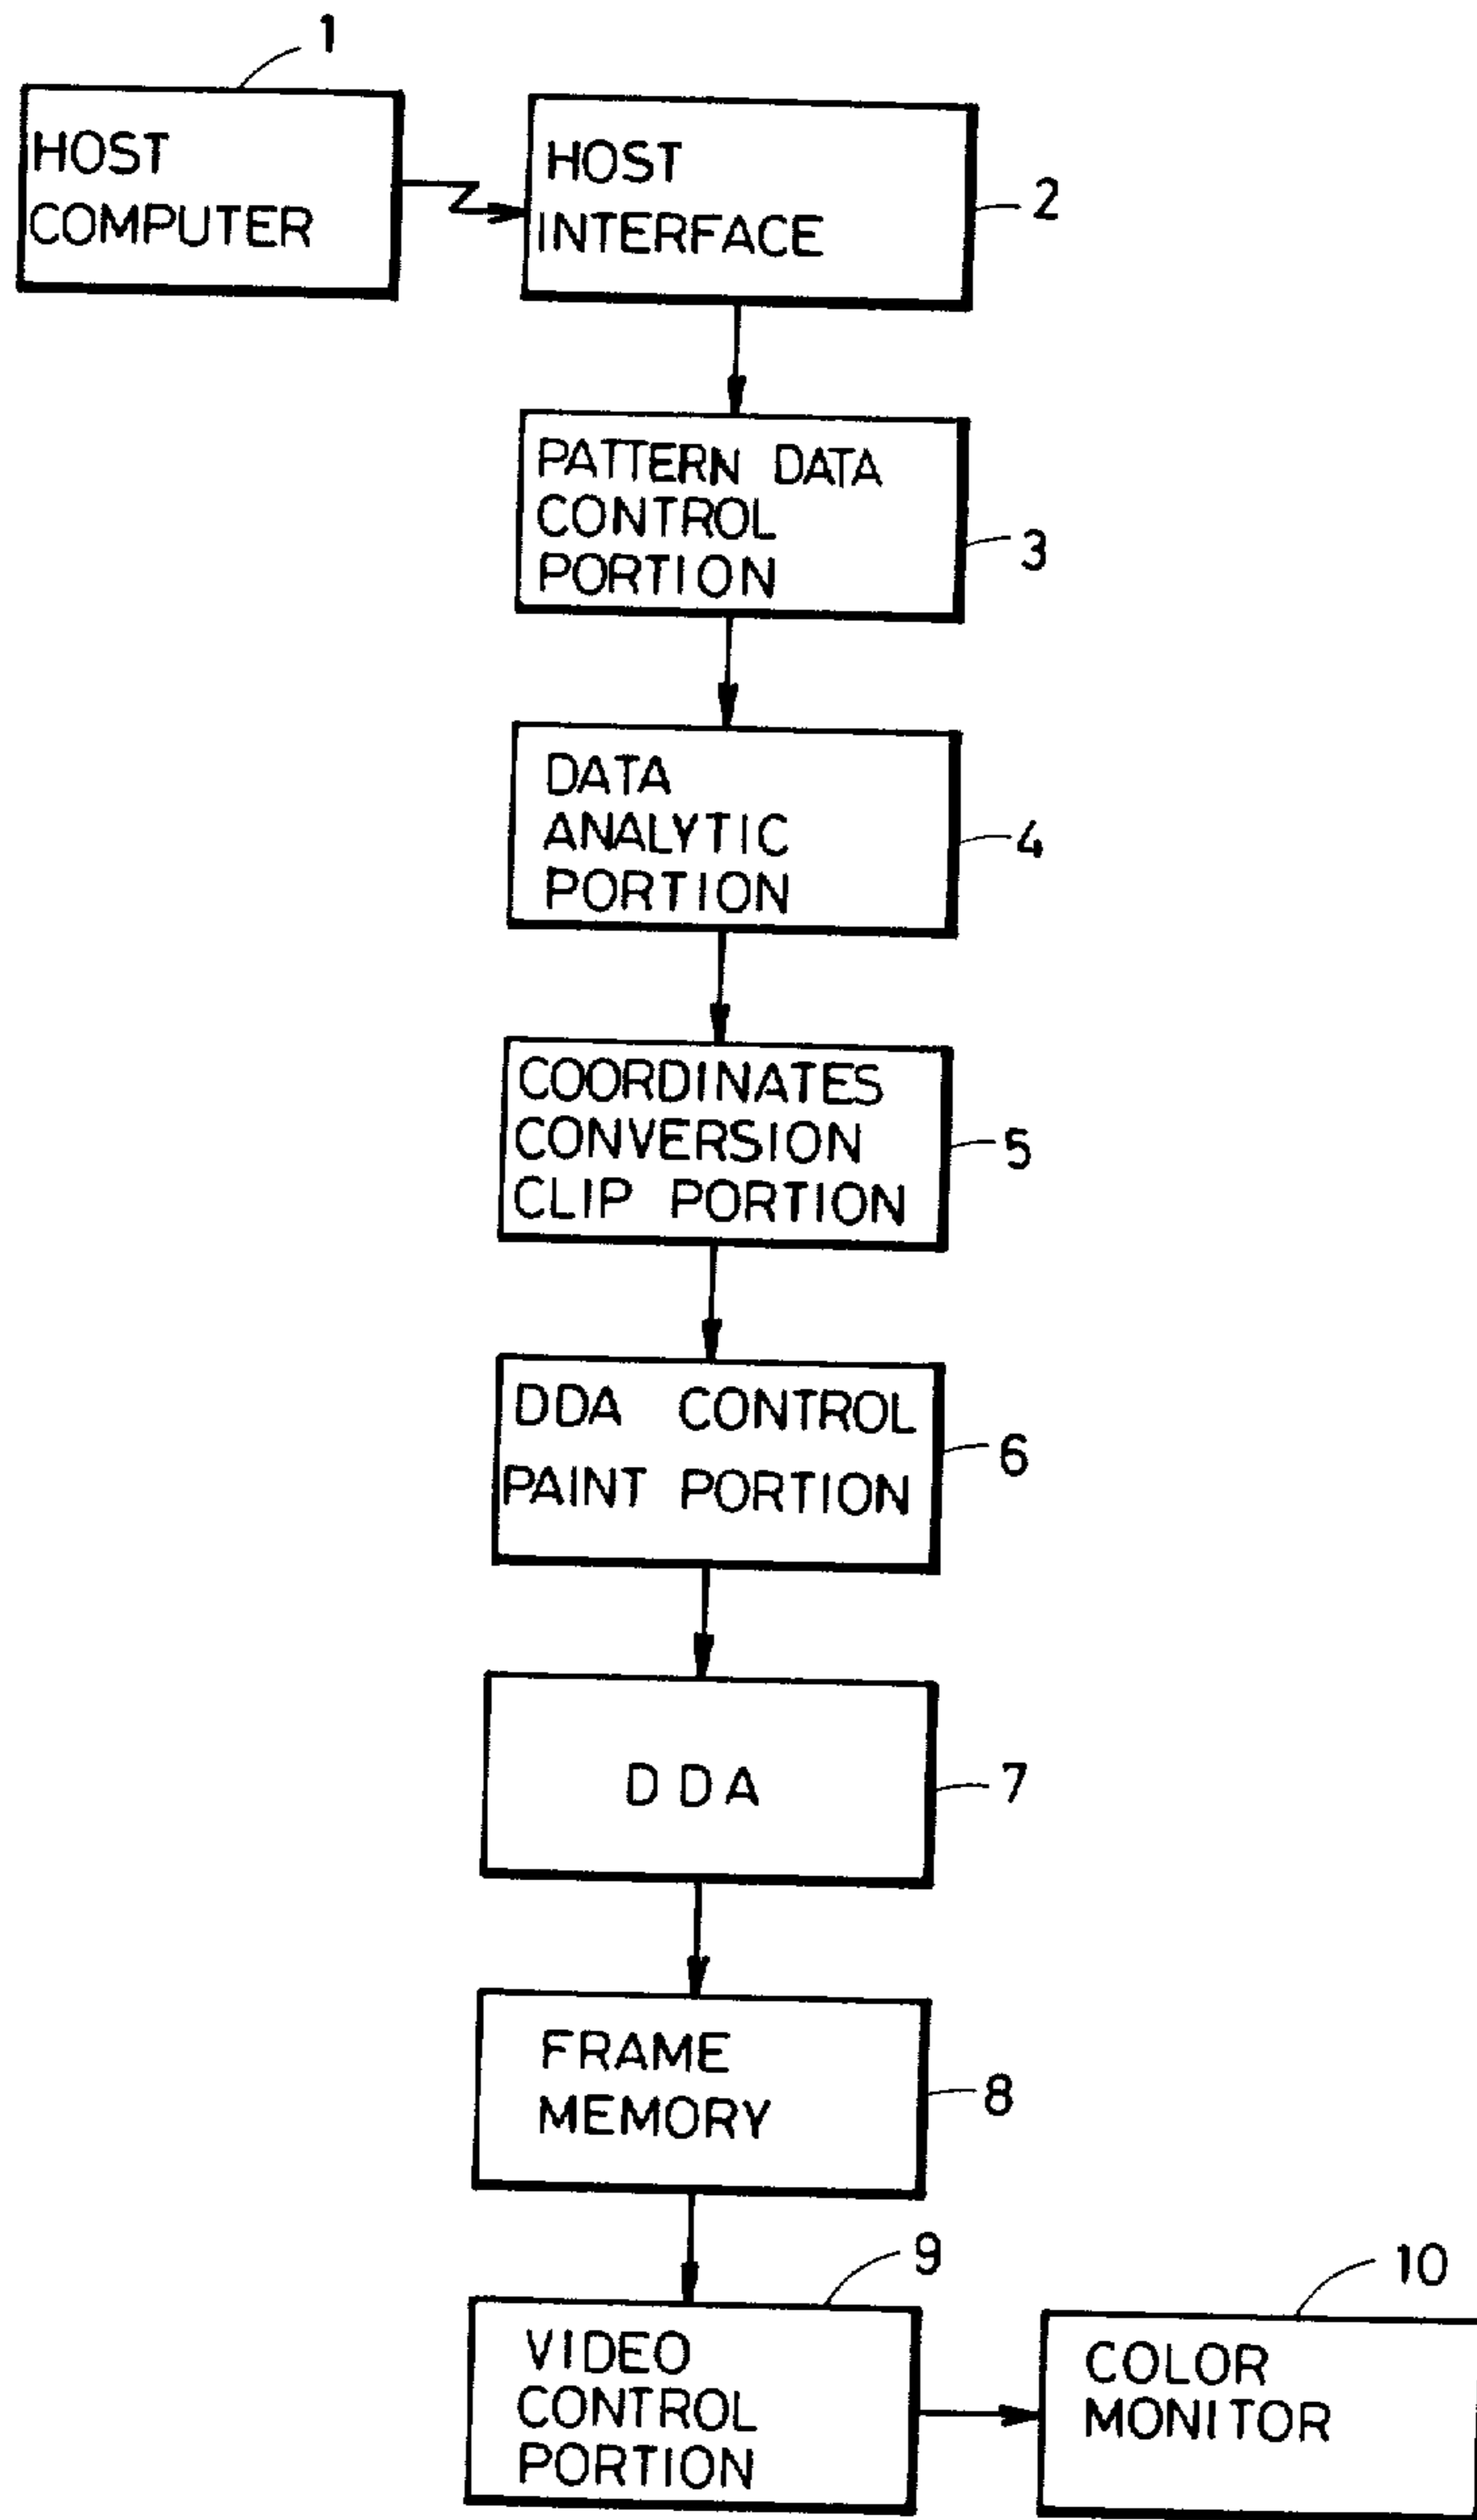 1
HOST
COMPUTER
HOST
INTERFACE
2
PATTERN DATA
CONTROL
PORTION
3
DATA
ANALYTIC
PORTION
4
COORDINATES
CONVERSION
CLIP PORTION
5
DDA CONTROL
PAINT PORTION
6
DDA
7
FRAME
MEMORY
8
9
VIDEO
CONTROL
PORTION
10
COLOR
MONITOR